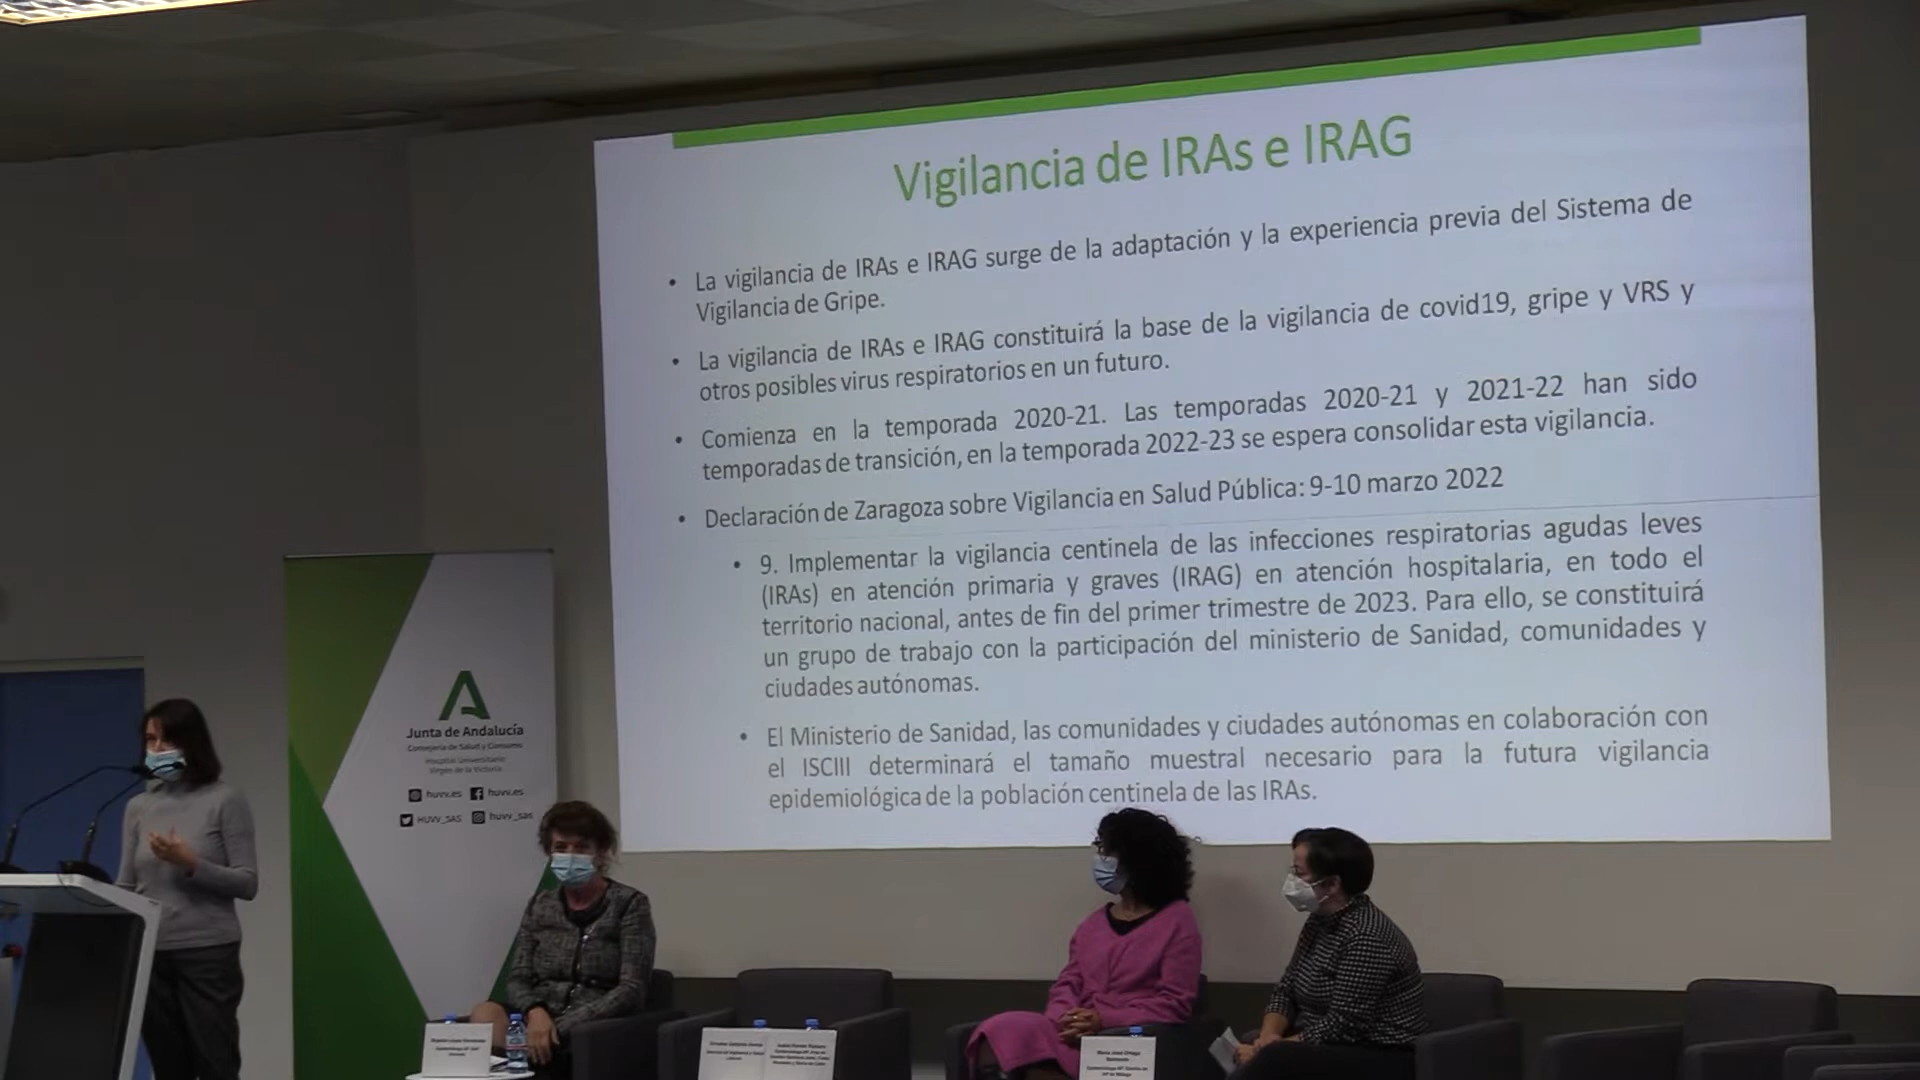 Vigilancia de IRAs e IRAG
• La vigilancia de IRAs e IRAG surge de la adaptación y la experiencia previa del Sistema de
Vigilancia de Gripe.
• La vigilancia de IRAs e IRAG constituirá la base de la vigilancia de covid19, gripe y VRS y
otros posibles virus respiratorios en un futuro.
• Comienza en la temporada 2020-21. Las temporadas 2020-21 y 2021-22 han sido
temporadas de transición, en la temporada 2022-23 se espera consolidar esta vigilancia.
• Declaración de Zaragoza sobre Vigilancia en Salud Pública: 9-10 marzo 2022
• 9. Implementar la vigilancia centinela de las infecciones respiratorias agudas leves
(IRAs) en atención primaria y graves (IRAG) en atención hospitalaria, en todo el
territorio nacional, antes de fin del primer trimestre de 2023. Para ello, se constituirá
un grupo de trabajo con la participación del ministerio de Sanidad, comunidades y
ciudades autónomas.
• El Ministerio de Sanidad, las comunidades y ciudades autónomas en colaboración con
el ISCIII determinará el tamaño muestral necesario para la futura vigilancia
epidemiológica de la población centinela de las IRAs.
Junta de Andalucía
Consejería de Salud y Consumo
Hospital Universitario
Virgen de la Victoria
huvv.es huvv.es
HUVV_SAS huvv_sas